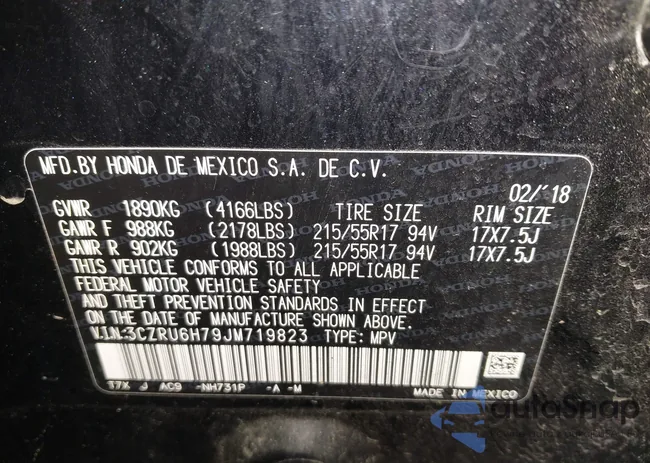 MFD.BY HONDA DE MEXICO S.A. DE C.V.
02/'18
GVWR 1890KG (4166LBS) TIRE SIZE RIM SIZE
GAWR F 988KG (2178LBS) 215/55R17 94V 17X7.5J
GAWR R 902KG (1988LBS) 215/55R17 94V 17X7.5J
THIS VEHICLE CONFORMS TO ALL APPLICABLE
FEDERAL MOTOR VEHICLE SAFETY
AND THEFT PREVENTION STANDARDS IN EFFECT
ON THE DATE OF MANUFACTURE SHOWN ABOVE.
V.I.N:3CZRU6H79JM719823 TYPE: MPV
T7X J AC9 -NH731P -A -M
MADE IN MEXICO
autoSnap